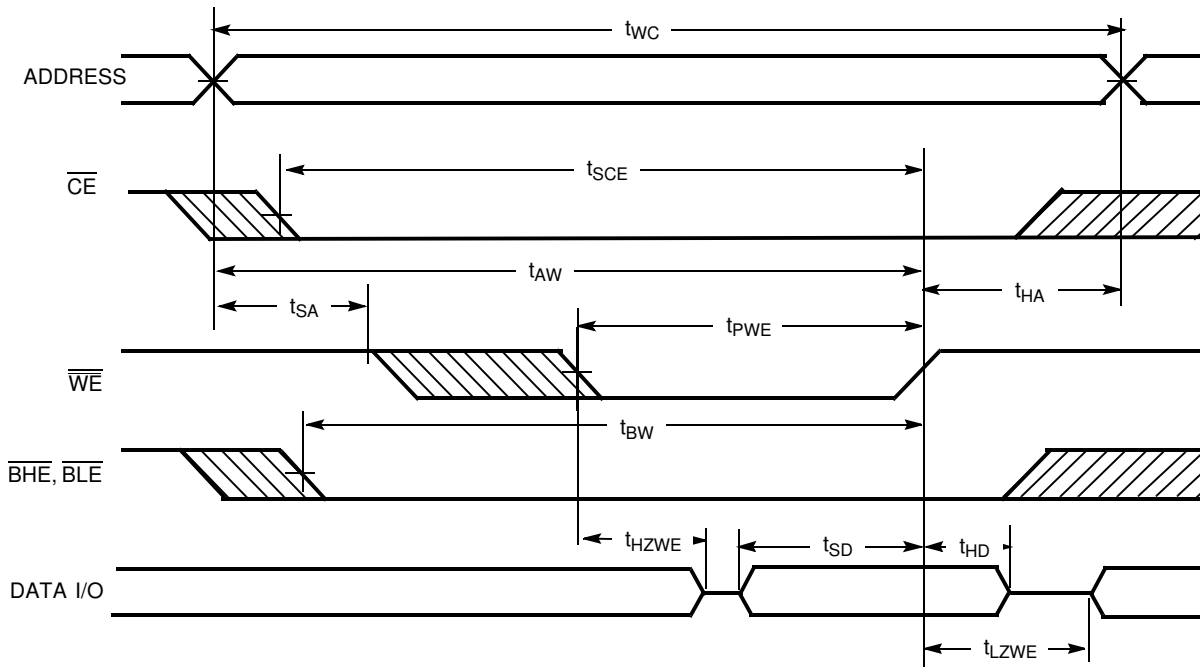 tWC
ADDRESS
tSCE
CE
tAW
tSA
tHA
tPWE
WE
tBW
BHE, BLE
tHZWE
tSD
tHD
DATA I/O
tLZWE